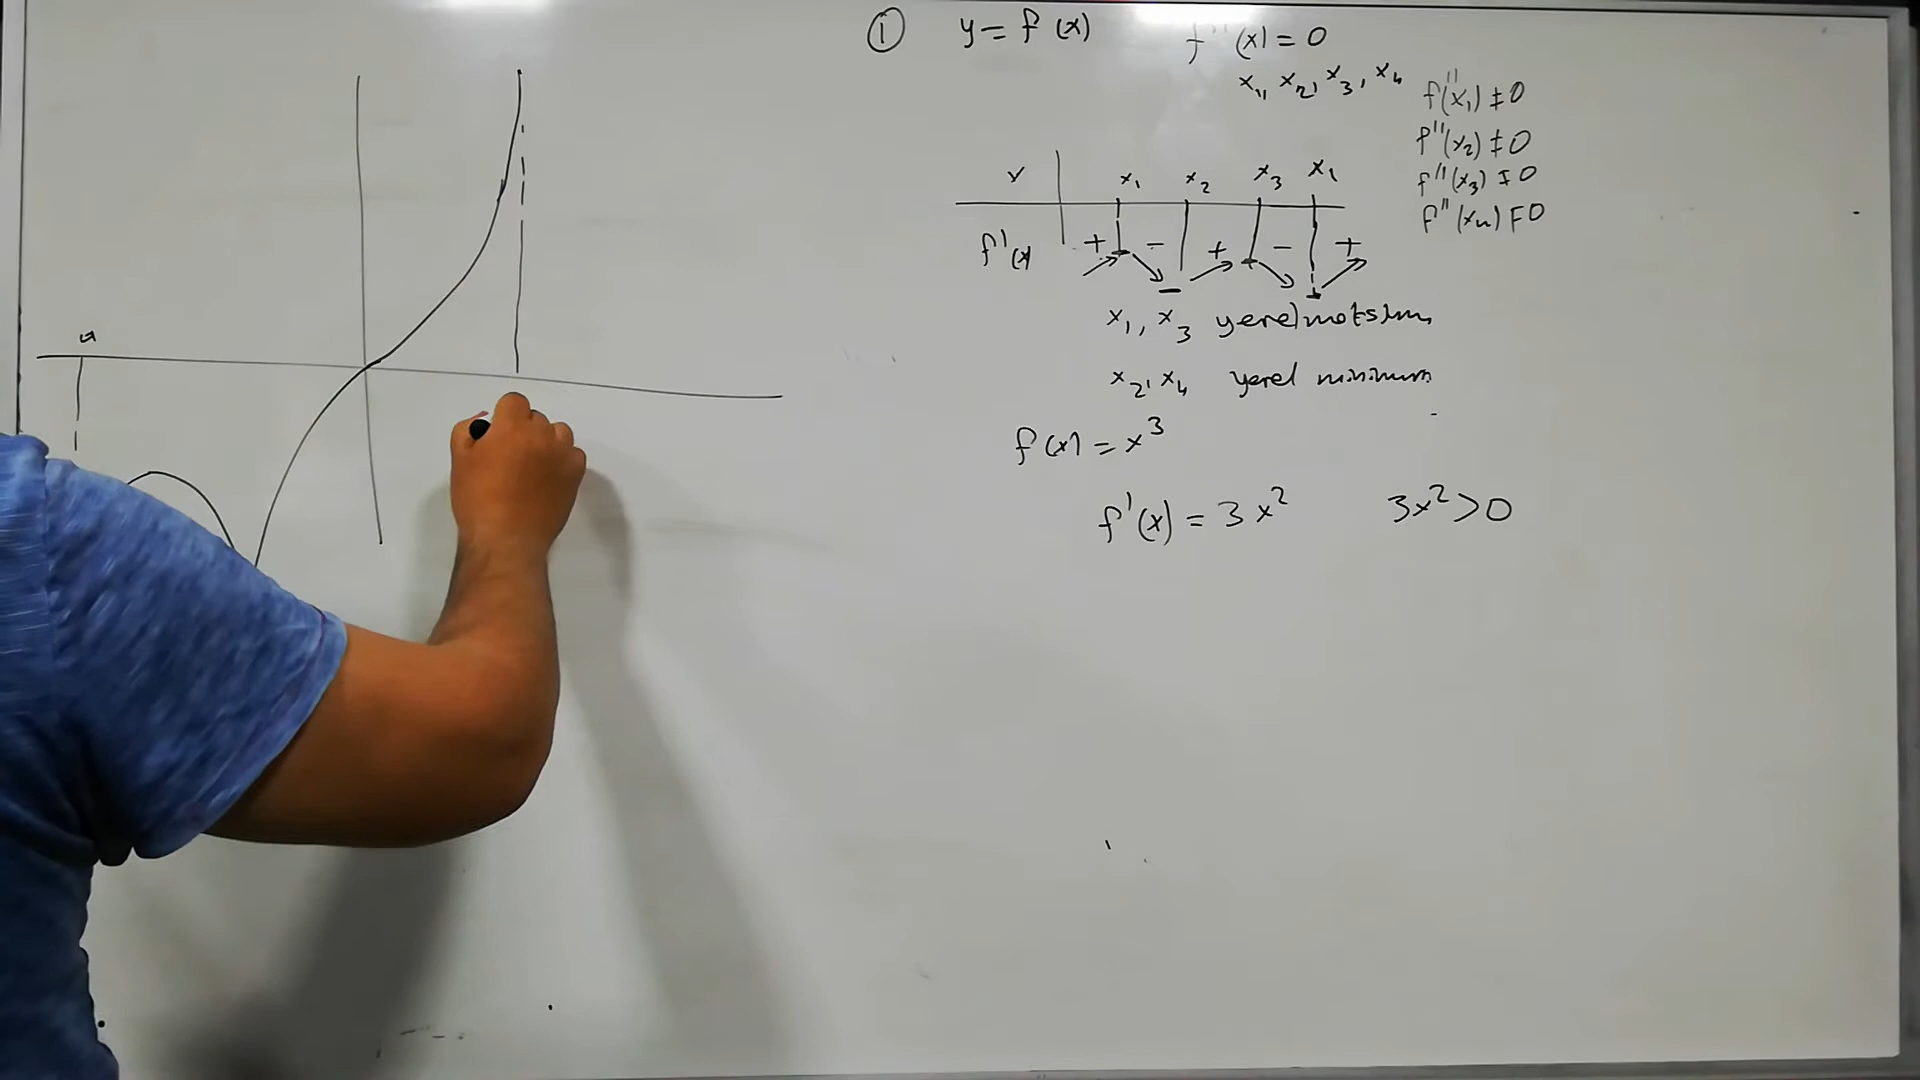 ① y = f(x) f''(x) = 0
x₁, x₂, x₃, x₄
f''(x₁) ≠ 0
f''(x₂) ≠ 0
f''(x₃) ≠ 0
f''(x₄) ≠ 0
x x₁ x₂ x₃ x₁
f'(x) + - + - +
x₁, x₃ yerel maksimum
x₂, x₄ yerel minimum
f(x) = x³
f'(x) = 3x² 3x² > 0
a